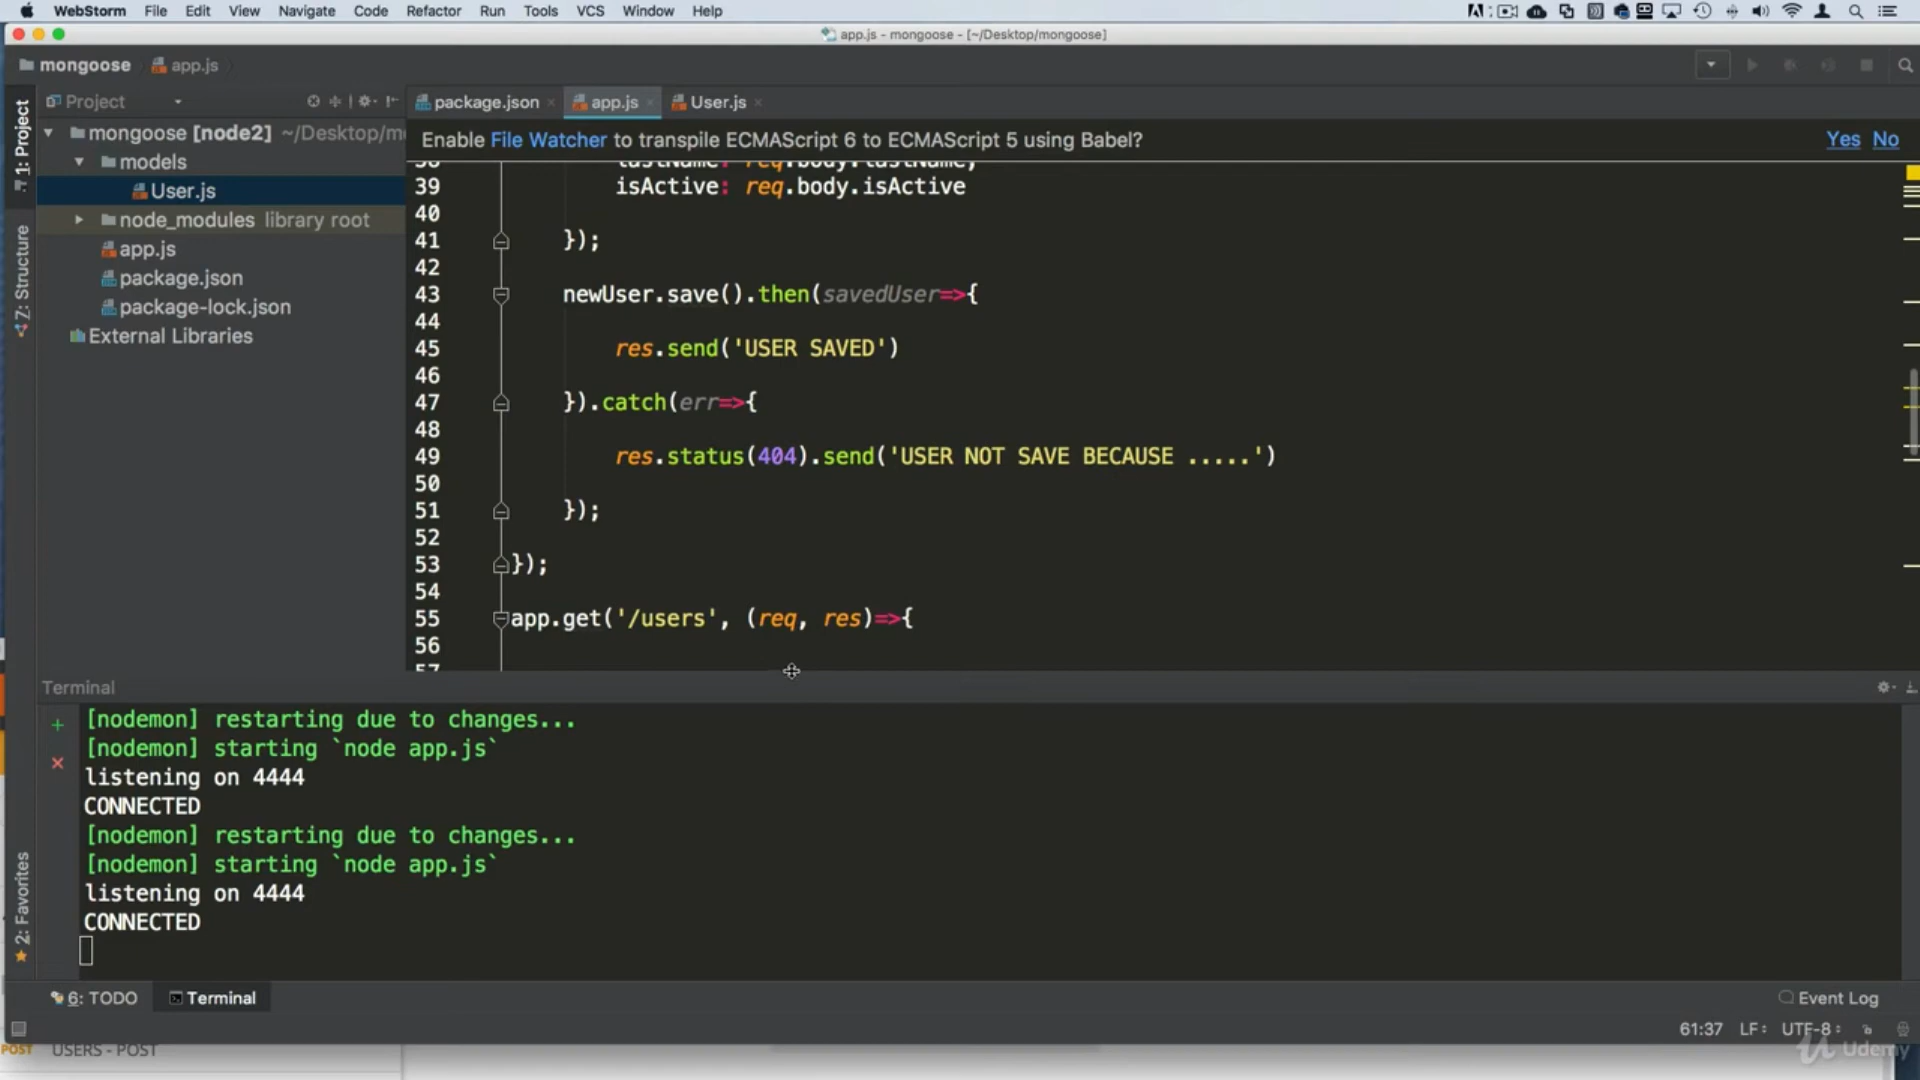 WebStorm File Edit View Navigate Code Refactor Run Tools VCS Window Help
app.js - mongoose - [~/Desktop/mongoose]
mongoose app.js
Project
package.json app.js User.js
Enable File Watcher to transpile ECMAScript 6 to ECMAScript 5 using Babel? Yes No
1: Project
Z: Structure
2: Favorites
mongoose [node2] ~/Desktop/m
models
User.js
node_modules library root
app.js
package.json
package-lock.json
External Libraries
38 lastName: req.body.lastName,
39 isActive: req.body.isActive
40
41 });
42
43 newUser.save().then(savedUser=>{
44
45 res.send('USER SAVED')
46
47 }).catch(err=>{
48
49 res.status(404).send('USER NOT SAVE BECAUSE .....')
50
51 });
52
53 });
54
55 app.get('/users', (req, res)=>{
56
57
Terminal
[nodemon] restarting due to changes...
[nodemon] starting `node app.js`
listening on 4444
CONNECTED
[nodemon] restarting due to changes...
[nodemon] starting `node app.js`
listening on 4444
CONNECTED
6: TODO Terminal Event Log
61:37 LF: UTF-8:
POST USERS - POST
Udemy